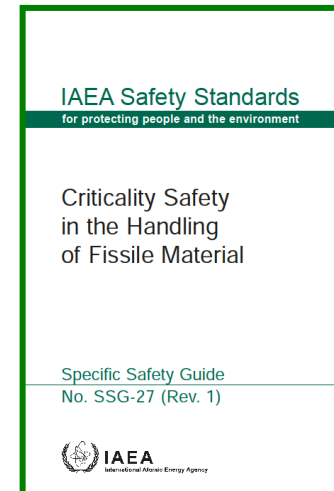 IAEA Safety Standards
for protecting people and the environment
Criticality Safety
in the Handling
of Fissile Material
Specific Safety Guide
No. SSG-27 (Rev. 1)
IAEA
International Atomic Energy Agency